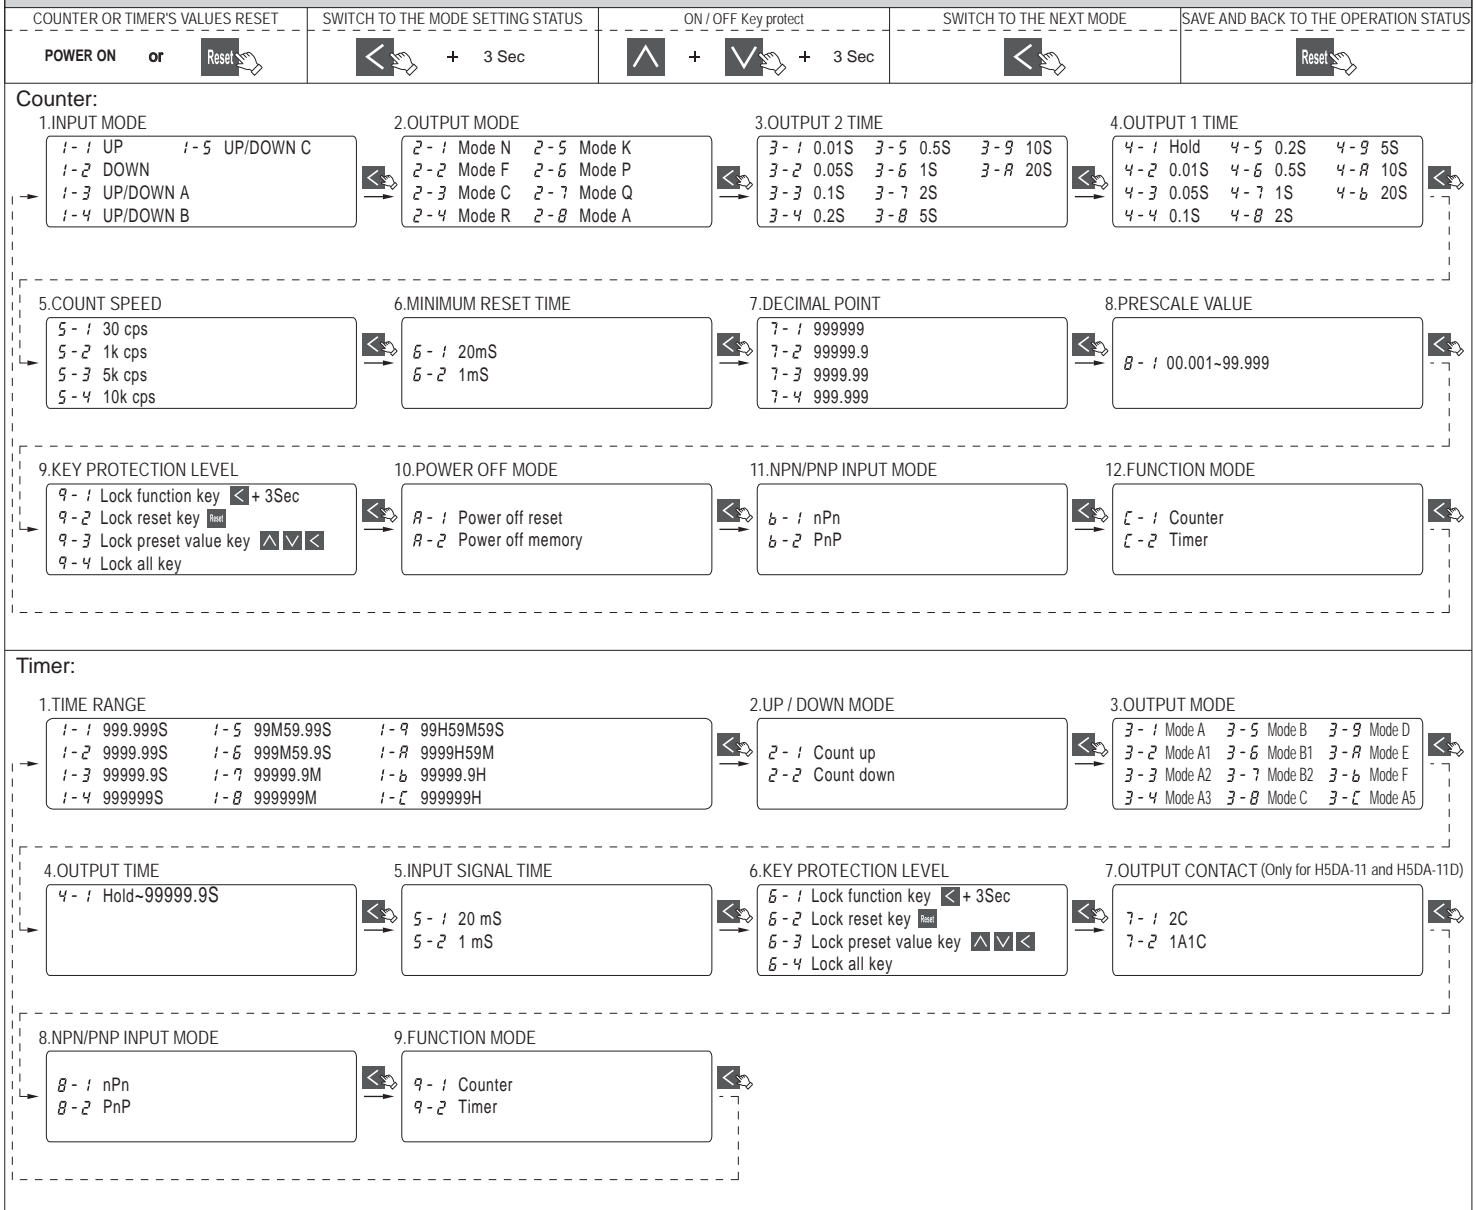 COUNTER OR TIMER'S VALUES RESET
SWITCH TO THE MODE SETTING STATUS
ON / OFF Key protect
SWITCH TO THE NEXT MODE
SAVE AND BACK TO THE OPERATION STATUS
POWER ON or Reset
+ 3 Sec
+ + 3 Sec
Reset
Counter:
1.INPUT MODE
1-1 UP 1-5 UP/DOWN C
1-2 DOWN
1-3 UP/DOWN A
1-4 UP/DOWN B
2.OUTPUT MODE
2-1 Mode N 2-5 Mode K
2-2 Mode F 2-6 Mode P
2-3 Mode C 2-7 Mode Q
2-4 Mode R 2-8 Mode A
3.OUTPUT 2 TIME
3-1 0.01S 3-5 0.5S 3-9 10S
3-2 0.05S 3-6 1S 3-A 20S
3-3 0.1S 3-7 2S
3-4 0.2S 3-8 5S
4.OUTPUT 1 TIME
4-1 Hold 4-5 0.2S 4-9 5S
4-2 0.01S 4-6 0.5S 4-A 10S
4-3 0.05S 4-7 1S 4-b 20S
4-4 0.1S 4-8 2S
5.COUNT SPEED
5-1 30 cps
5-2 1k cps
5-3 5k cps
5-4 10k cps
6.MINIMUM RESET TIME
6-1 20mS
6-2 1mS
7.DECIMAL POINT
7-1 999999
7-2 99999.9
7-3 9999.99
7-4 999.999
8.PRESCALE VALUE
8-1 00.001~99.999
9.KEY PROTECTION LEVEL
9-1 Lock function key + 3Sec
9-2 Lock reset key Reset
9-3 Lock preset value key
9-4 Lock all key
10.POWER OFF MODE
A-1 Power off reset
A-2 Power off memory
11.NPN/PNP INPUT MODE
b-1 nPn
b-2 PnP
12.FUNCTION MODE
C-1 Counter
C-2 Timer
Timer:
1.TIME RANGE
1-1 999.999S 1-5 99M59.99S 1-9 99H59M59S
1-2 9999.99S 1-6 999M59.9S 1-A 9999H59M
1-3 99999.9S 1-7 99999.9M 1-b 99999.9H
1-4 999999S 1-8 999999M 1-C 999999H
2.UP / DOWN MODE
2-1 Count up
2-2 Count down
3.OUTPUT MODE
3-1 Mode A 3-5 Mode B 3-9 Mode D
3-2 Mode A1 3-6 Mode B1 3-A Mode E
3-3 Mode A2 3-7 Mode B2 3-b Mode F
3-4 Mode A3 3-8 Mode C 3-C Mode A5
4.OUTPUT TIME
4-1 Hold~99999.9S
5.INPUT SIGNAL TIME
5-1 20 mS
5-2 1 mS
6.KEY PROTECTION LEVEL
6-1 Lock function key + 3Sec
6-2 Lock reset key Reset
6-3 Lock preset value key
6-4 Lock all key
7.OUTPUT CONTACT (Only for H5DA-11 and H5DA-11D)
7-1 2C
7-2 1A1C
8.NPN/PNP INPUT MODE
8-1 nPn
8-2 PnP
9.FUNCTION MODE
9-1 Counter
9-2 Timer